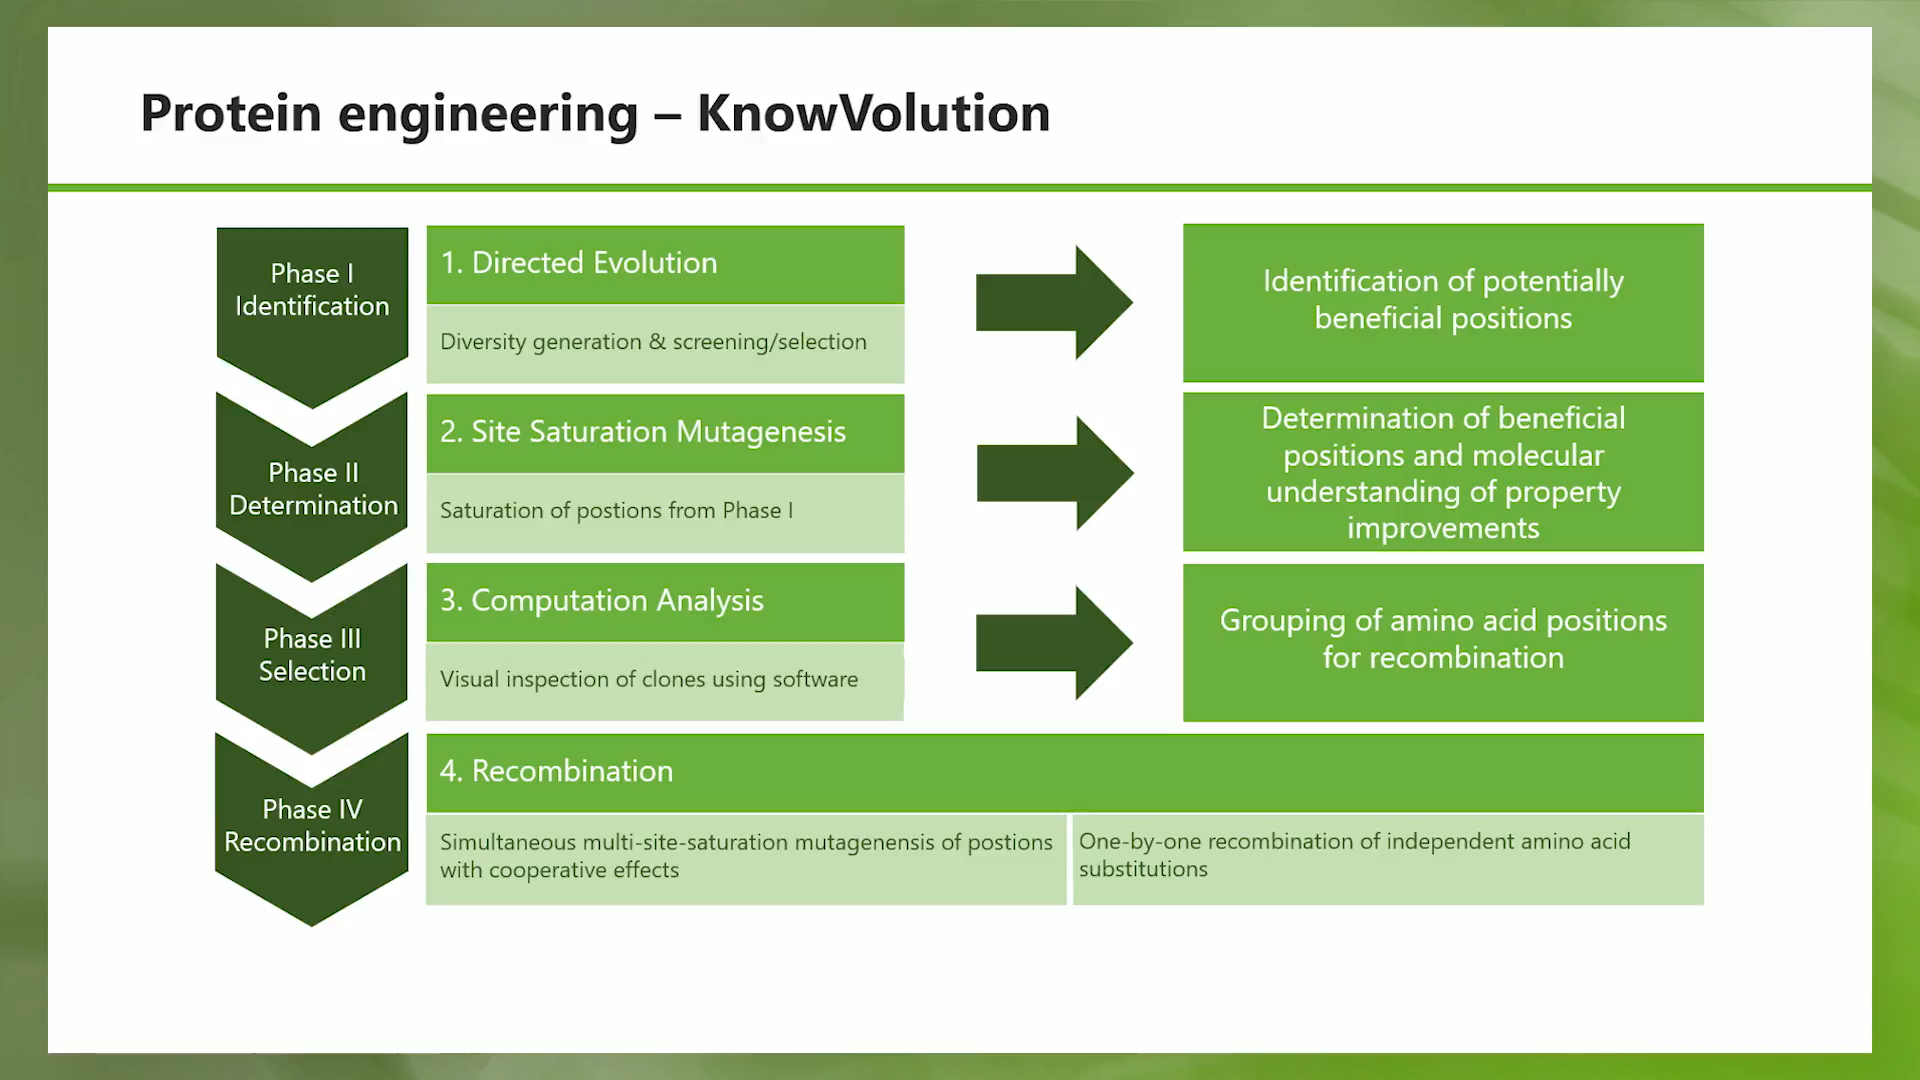 Protein engineering – KnowVolution
Phase I
Identification
1. Directed Evolution
Diversity generation & screening/selection
Identification of potentially
beneficial positions
Phase II
Determination
2. Site Saturation Mutagenesis
Saturation of postions from Phase I
Determination of beneficial
positions and molecular
understanding of property
improvements
Phase III
Selection
3. Computation Analysis
Visual inspection of clones using software
Grouping of amino acid positions
for recombination
Phase IV
Recombination
4. Recombination
Simultaneous multi-site-saturation mutagenensis of postions
with cooperative effects
One-by-one recombination of independent amino acid
substitutions